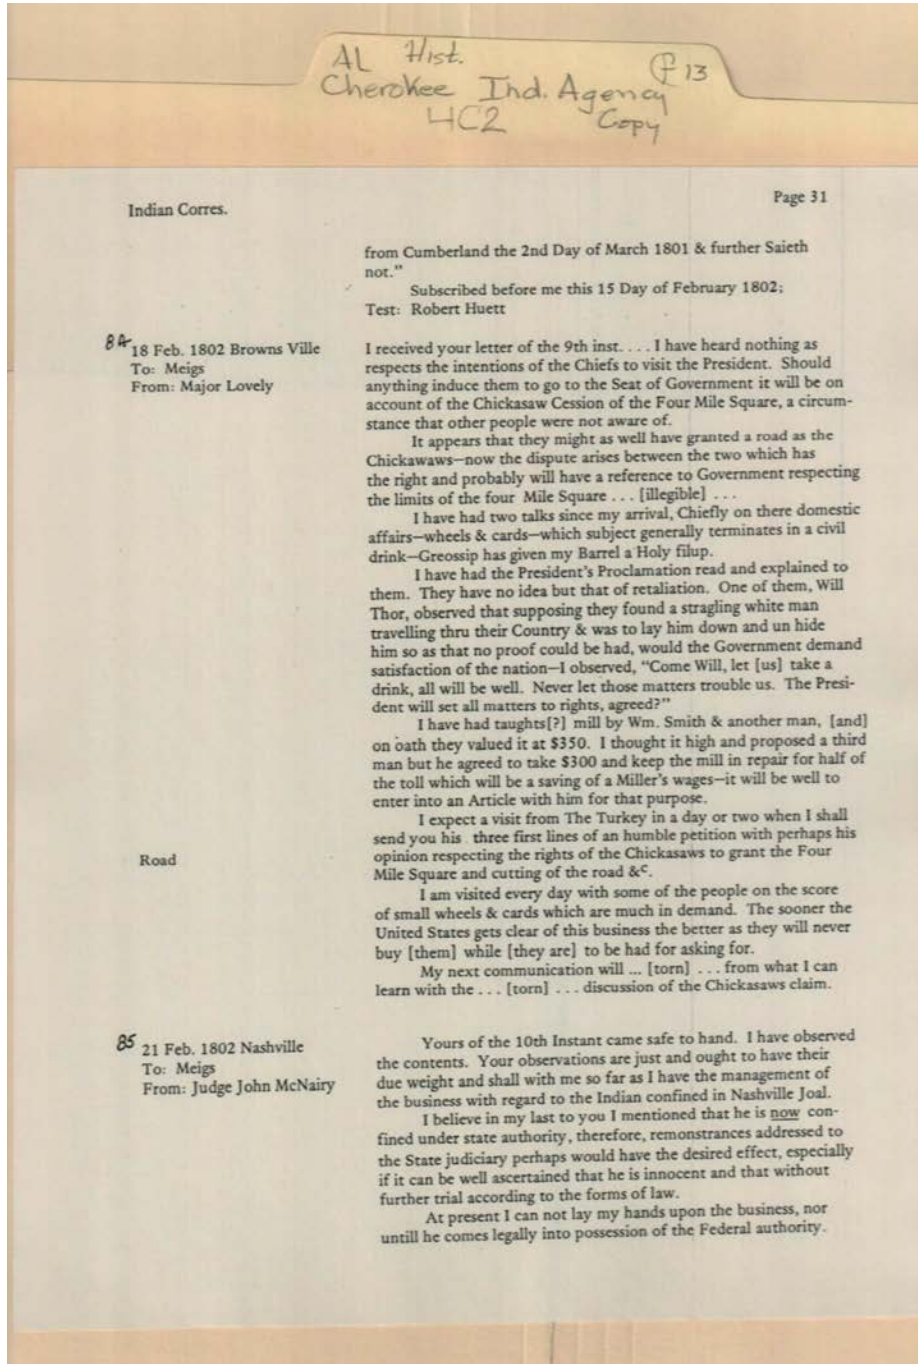 AL Hist.
Cherokee Ind. Agency
4C2 Copy
f 13
Indian Corres.
Page 31
from Cumberland the 2nd Day of March 1801 & further Saieth
not."
Subscribed before me this 15 Day of February 1802;
Test: Robert Huett
84
18 Feb. 1802 Browns Ville
To: Meigs
From: Major Lovely
I received your letter of the 9th inst. . . . I have heard nothing as
respects the intentions of the Chiefs to visit the President. Should
anything induce them to go to the Seat of Government it will be on
account of the Chickasaw Cession of the Four Mile Square, a circum-
stance that other people were not aware of.
It appears that they might as well have granted a road as the
Chickawaws—now the dispute arises between the two which has
the right and probably will have a reference to Government respecting
the limits of the four Mile Square . . . [illegible] . . .
I have had two talks since my arrival, Chiefly on there domestic
affairs—wheels & cards—which subject generally terminates in a civil
drink—Greossip has given my Barrel a Holy filup.
I have had the President's Proclamation read and explained to
them. They have no idea but that of retaliation. One of them, Will
Thor, observed that supposing they found a stragling white man
travelling thru their Country & was to lay him down and un hide
him so as that no proof could be had, would the Government demand
satisfaction of the nation—I observed, "Come Will, let [us] take a
drink, all will be well. Never let those matters trouble us. The Presi-
dent will set all matters to rights, agreed?"
I have had taughts[?] mill by Wm. Smith & another man, [and]
on oath they valued it at $350. I thought it high and proposed a third
man but he agreed to take $300 and keep the mill in repair for half of
the toll which will be a saving of a Miller's wages—it will be well to
enter into an Article with him for that purpose.
I expect a visit from The Turkey in a day or two when I shall
send you his three first lines of an humble petition with perhaps his
opinion respecting the rights of the Chickasaws to grant the Four
Mile Square and cutting of the road &c.
Road
I am visited every day with some of the people on the score
of small wheels & cards which are much in demand. The sooner the
United States gets clear of this business the better as they will never
buy [them] while [they are] to be had for asking for.
My next communication will ... [torn] . . . from what I can
learn with the . . . [torn] . . . discussion of the Chickasaws claim.
85
21 Feb. 1802 Nashville
To: Meigs
From: Judge John McNairy
Yours of the 10th Instant came safe to hand. I have observed
the contents. Your observations are just and ought to have their
due weight and shall with me so far as I have the management of
the business with regard to the Indian confined in Nashville Joal.
I believe in my last to you I mentioned that he is now con-
fined under state authority, therefore, remonstrances addressed to
the State judiciary perhaps would have the desired effect, especially
if it can be well ascertained that he is innocent and that without
further trial according to the forms of law.
At present I can not lay my hands upon the business, nor
untill he comes legally into possession of the Federal authority.